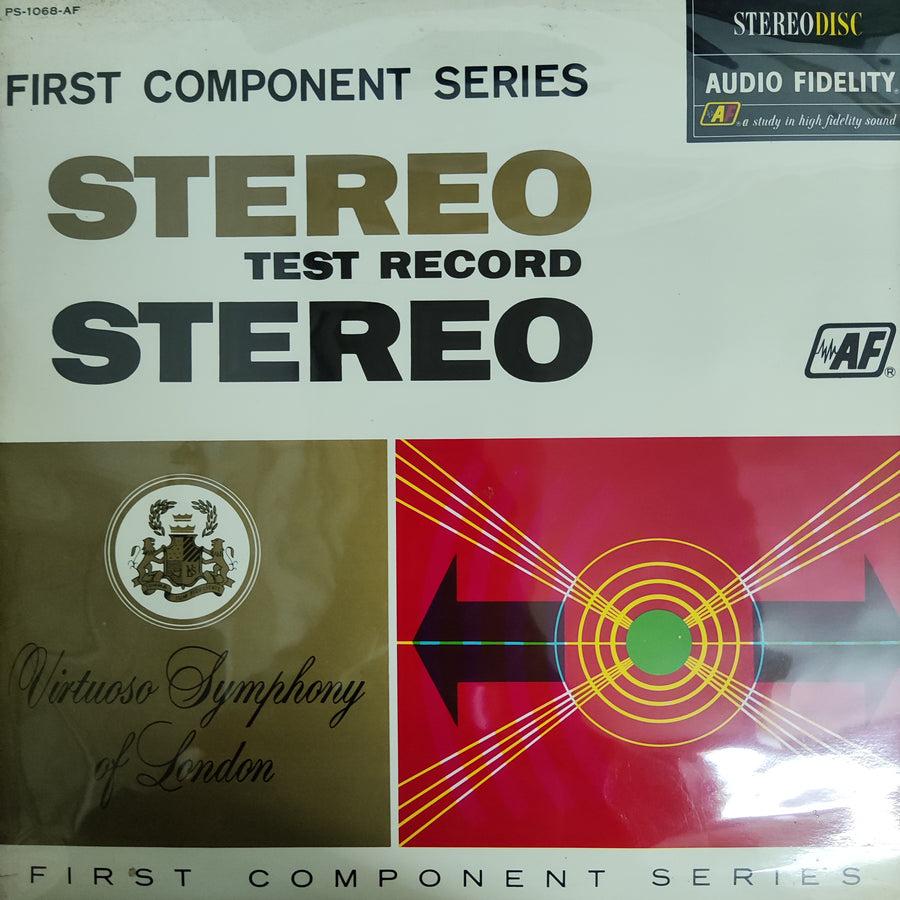 PS-1068-AF
STEREODISC
AUDIO FIDELITY®
AF ® a study in high fidelity sound
FIRST COMPONENT SERIES
STEREO
TEST RECORD
STEREO
AF ®
Virtuoso Symphony
of London
FIRST COMPONENT SERIES